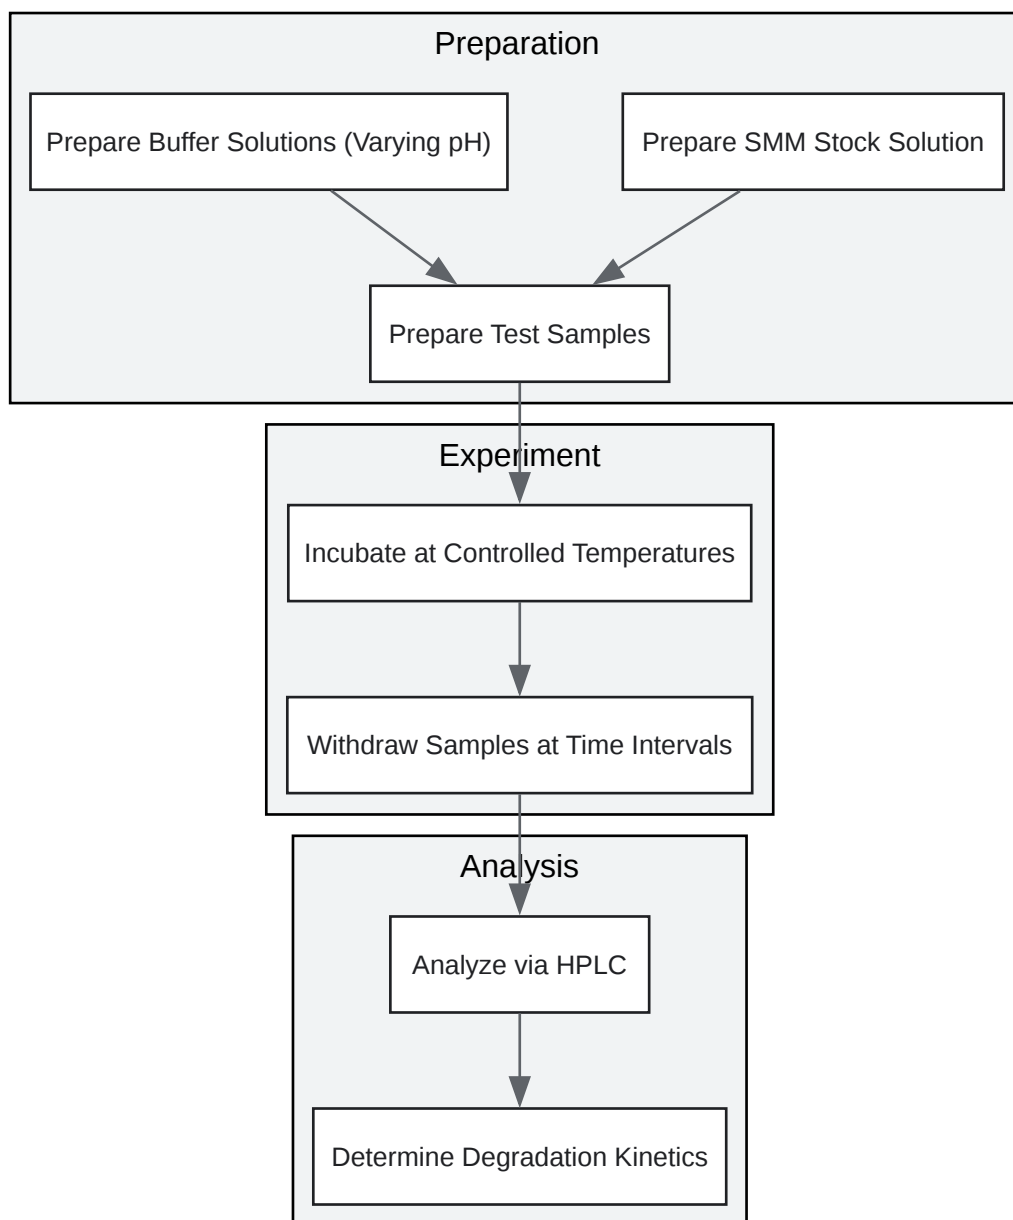 Preparation
Prepare Buffer Solutions (Varying pH)
Prepare SMM Stock Solution
Prepare Test Samples
Experiment
Incubate at Controlled Temperatures
Withdraw Samples at Time Intervals
Analysis
Analyze via HPLC
Determine Degradation Kinetics